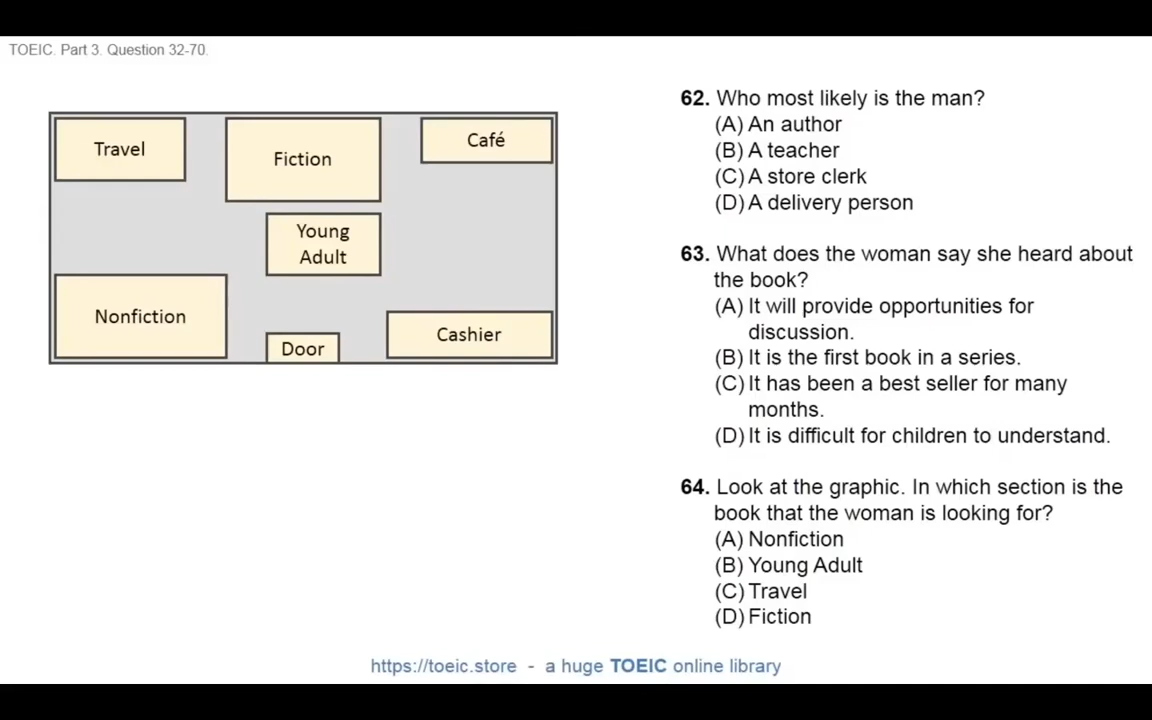 TOEIC. Part 3. Question 32-70.
Travel
Fiction
Café
Young
Adult
Nonfiction
Door
Cashier
62. Who most likely is the man?
(A) An author
(B) A teacher
(C) A store clerk
(D) A delivery person
63. What does the woman say she heard about
the book?
(A) It will provide opportunities for
discussion.
(B) It is the first book in a series.
(C) It has been a best seller for many
months.
(D) It is difficult for children to understand.
64. Look at the graphic. In which section is the
book that the woman is looking for?
(A) Nonfiction
(B) Young Adult
(C) Travel
(D) Fiction
https://toeic.store - a huge TOEIC online library